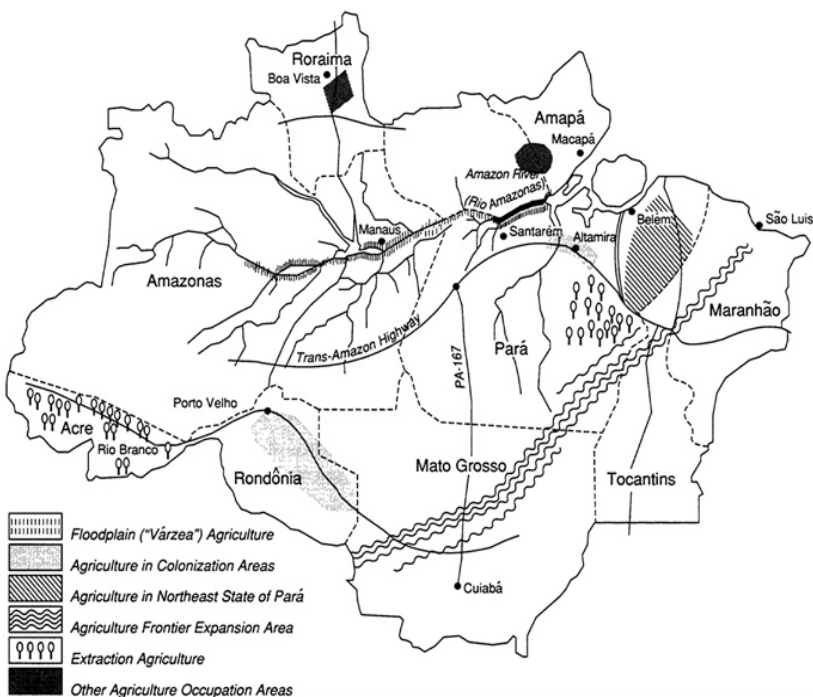 Roraima
Boa Vista
Amapá
Macapá
Amazon River
(Rio Amazonas)
Belém
São Luis
Manaus
Santarém
Altamira
Amazonas
Maranhão
Trans-Amazon Highway
Pará
PA-167
Porto Velho
Acre
Rio Branco
Rondônia
Mato Grosso
Tocantins
Cuiabá
Floodplain ("Várzea") Agriculture
Agriculture in Colonization Areas
Agriculture in Northeast State of Pará
Agriculture Frontier Expansion Area
Extraction Agriculture
Other Agriculture Occupation Areas